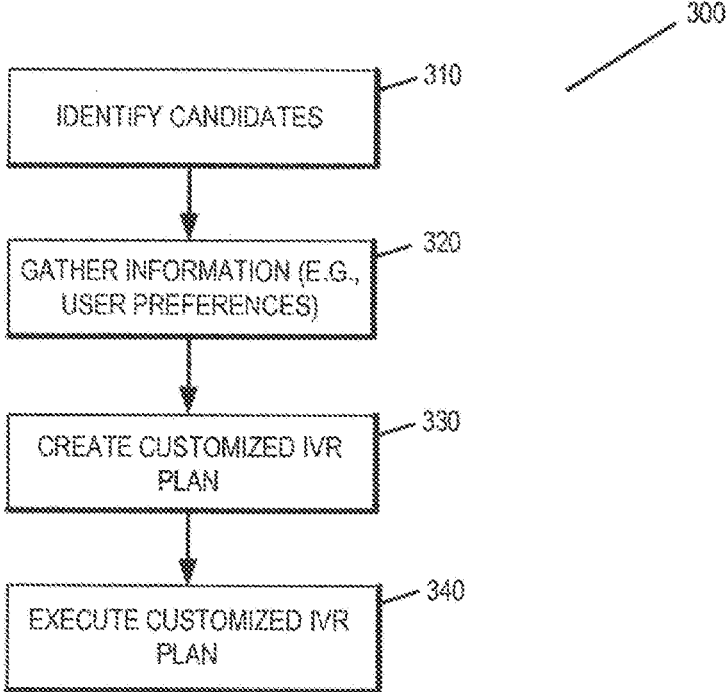 300
310
IDENTIFY CANDIDATES
320
GATHER INFORMATION (E.G.,
USER PREFERENCES)
330
CREATE CUSTOMIZED IVR
PLAN
340
EXECUTE CUSTOMIZED IVR
PLAN